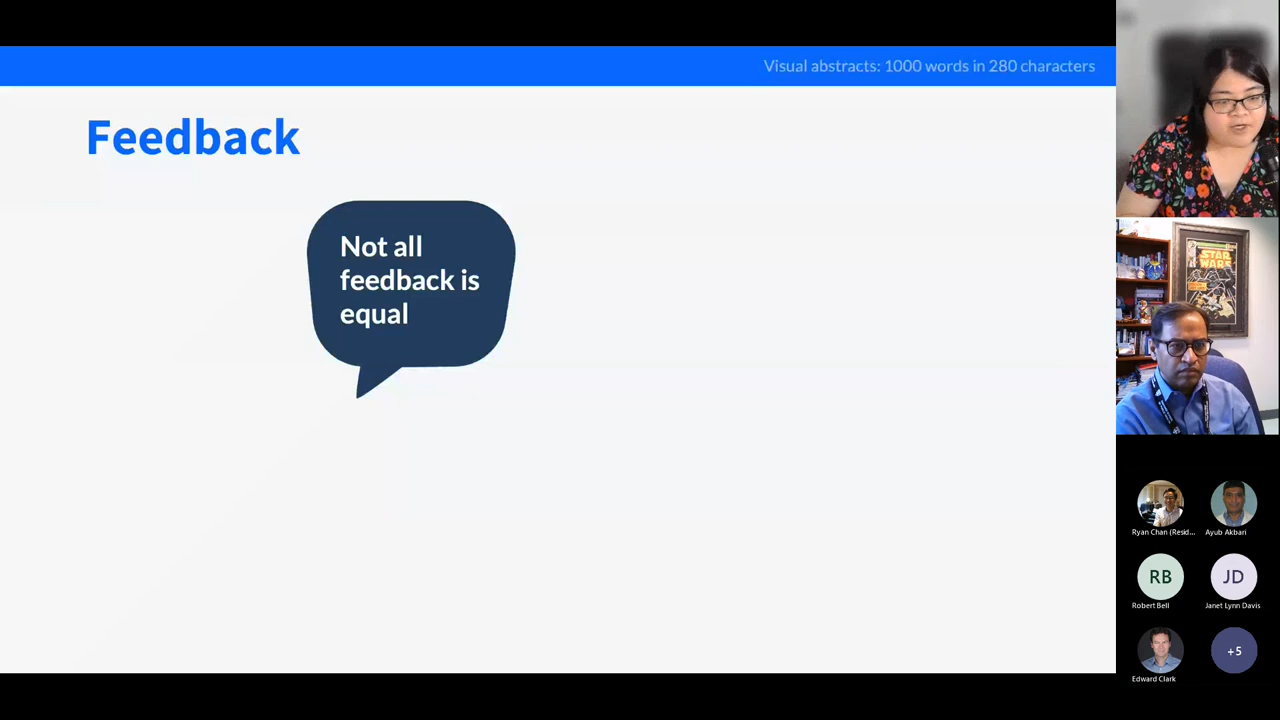 Visual abstracts: 1000 words in 280 characters
Feedback
Not all
feedback is
equal
STAR
WARS
Ryan Chan (Resid...
Ayub Akbari
RB
JD
Robert Bell
Janet Lynn Davis
+5
Edward Clark